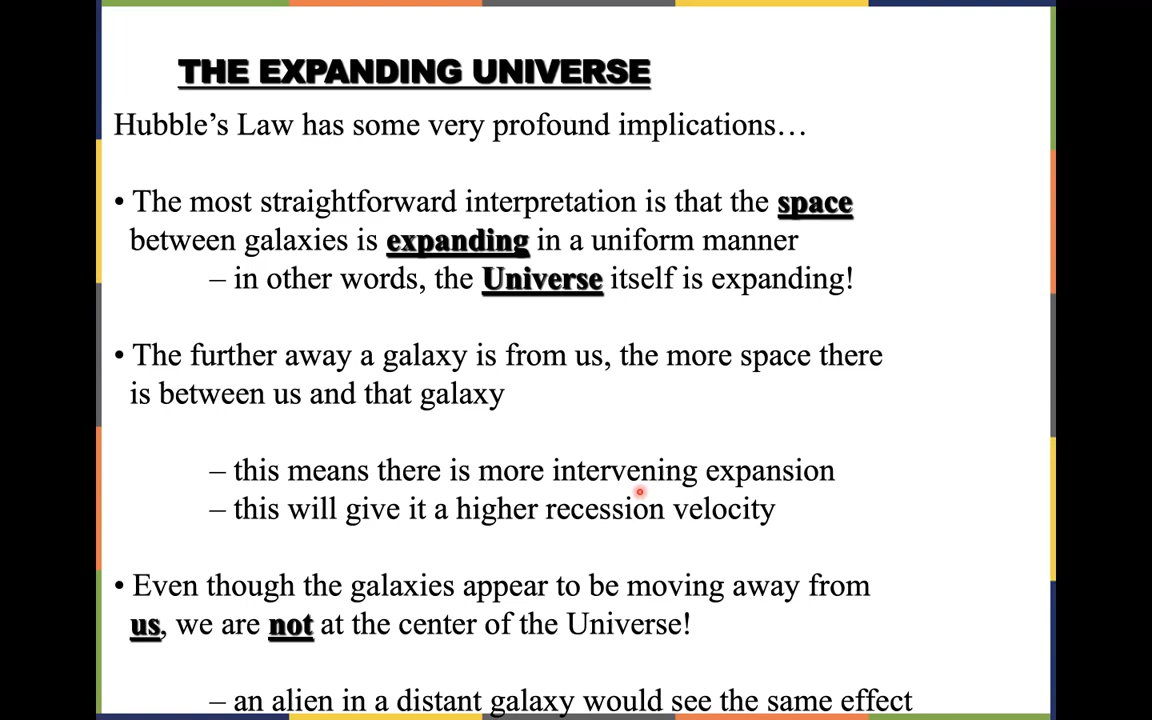 THE EXPANDING UNIVERSE
Hubble’s Law has some very profound implications…
• The most straightforward interpretation is that the space
between galaxies is expanding in a uniform manner
– in other words, the Universe itself is expanding!
• The further away a galaxy is from us, the more space there
is between us and that galaxy
– this means there is more intervening expansion
– this will give it a higher recession velocity
• Even though the galaxies appear to be moving away from
us, we are not at the center of the Universe!
– an alien in a distant galaxy would see the same effect